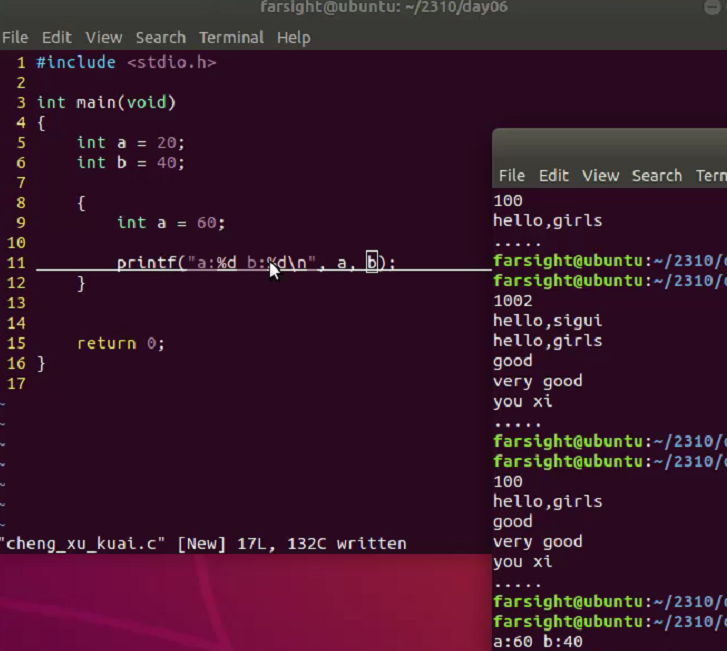 farsight@ubuntu: ~/2310/day06
File Edit View Search Terminal Help
1 #include <stdio.h>
2
3 int main(void)
4 {
5     int a = 20;
6     int b = 40;
7
8     {
9         int a = 60;
10
11         printf("a:%d b:%d\n", a, b);
12     }
13
14
15     return 0;
16 }
17
~
~
~
~
~
~
~
"cheng_xu_kuai.c" [New] 17L, 132C written
File Edit View Search Term
100
hello,girls
.....
farsight@ubuntu:~/2310/d
farsight@ubuntu:~/2310/d
1002
hello,sigui
hello,girls
good
very good
you xi
.....
farsight@ubuntu:~/2310/d
farsight@ubuntu:~/2310/d
100
hello,girls
good
very good
you xi
.....
farsight@ubuntu:~/2310/d
farsight@ubuntu:~/2310/d
a:60 b:40